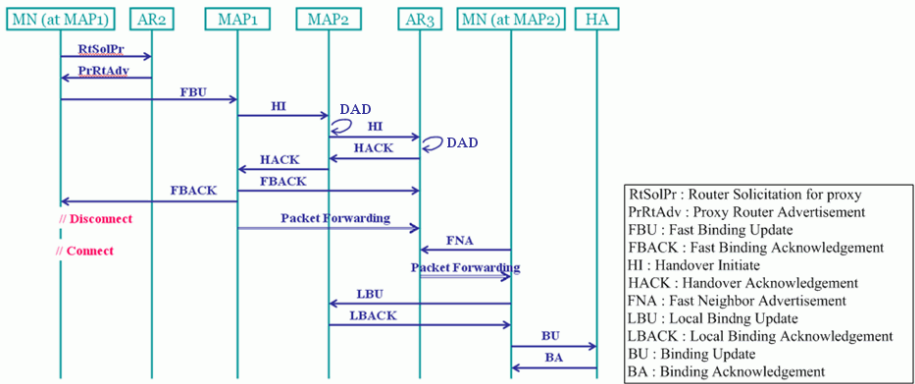 MN (at MAP1) AR2 MAP1 MAP2 AR3 MN (at MAP2) HA
RtSolPr
PrRtAdv
FBU
HI
DAD
HI
HACK
DAD
HACK
FBACK
FBACK
// Disconnect
Packet Forwarding
FNA
// Connect
Packet Forwarding
LBU
LBACK
BU
BA
RtSolPr : Router Solicitation for proxy
PrRtAdv : Proxy Router Advertisement
FBU : Fast Binding Update
FBACK : Fast Binding Acknowledgement
HI : Handover Initiate
HACK : Handover Acknowledgement
FNA : Fast Neighbor Advertisement
LBU : Local Bindng Update
LBACK : Local Binding Acknowledgement
BU : Binding Update
BA : Binding Acknowledgement